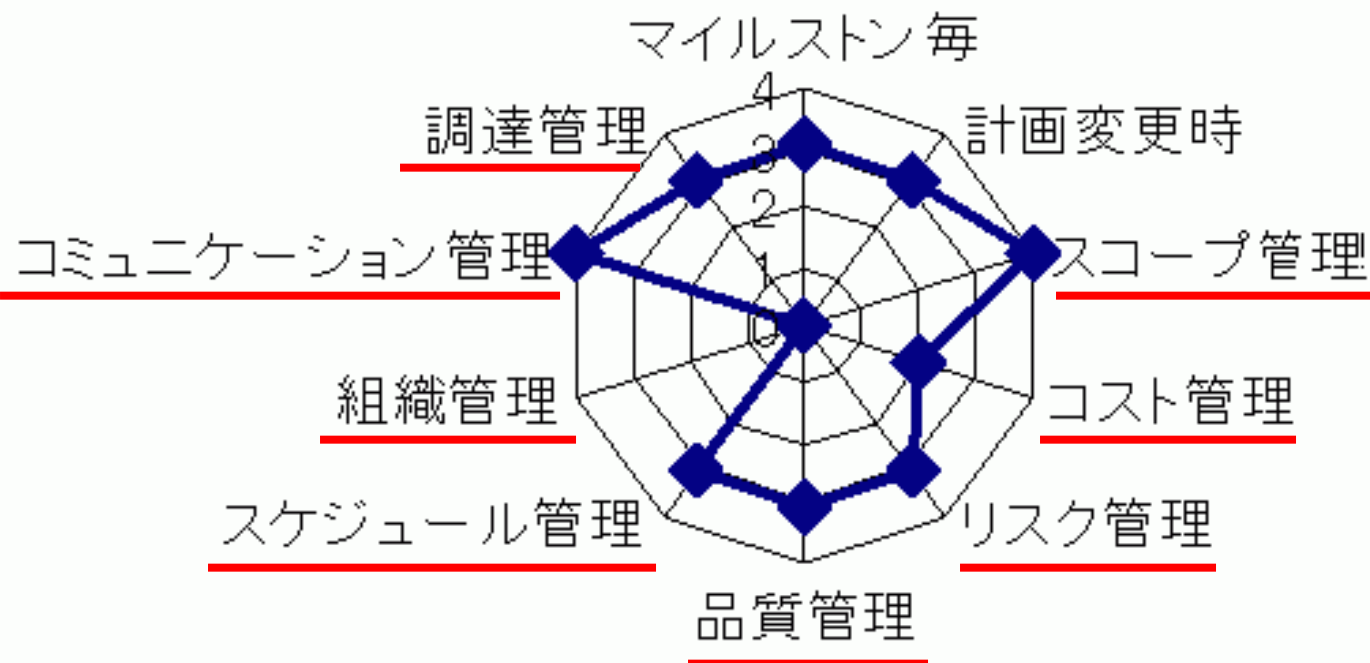 マイルストン毎
4
調達管理
計画変更時
3
2
コミュニケーション管理
スコープ管理
1
0
組織管理
コスト管理
スケジュール管理
リスク管理
品質管理